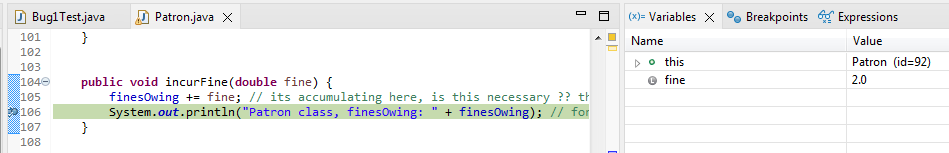 Bug1Test.java
Patron.java
(x)= Variables
Breakpoints
Expressions
Name
Value
this
Patron (id=92)
fine
2.0
101 }
102
103
104 public void incurFine(double fine) {
105 finesOwing += fine; // its accumulating here, is this necessary ?? th
106 System.out.println("Patron class, finesOwing: " + finesOwing); // for
107 }
108